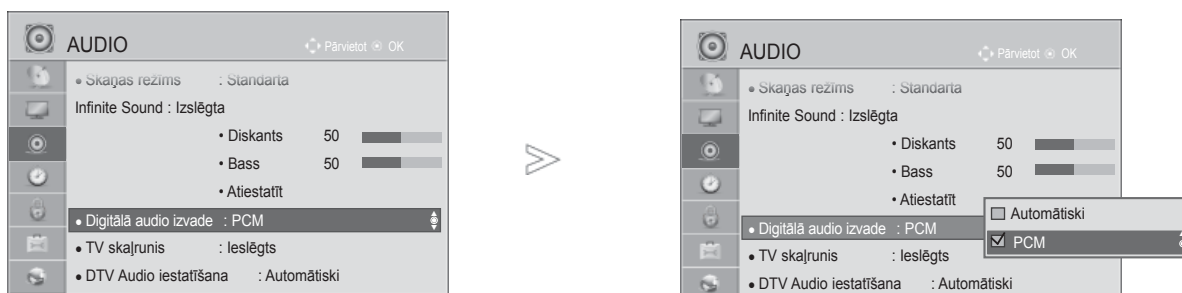 AUDIO Pārvietot OK
• Skaņas režīms : Standarta
Infinite Sound : Izslēgta
• Diskants 50
• Bass 50
• Atiestatīt
• Digitālā audio izvade : PCM
• TV skaļrunis : Ieslēgts
• DTV Audio iestatīšana : Automātiski
AUDIO Pārvietot OK
• Skaņas režīms : Standarta
Infinite Sound : Izslēgta
• Diskants 50
• Bass 50
• Atiestatīt
Automātiski
• Digitālā audio izvade : PCM
PCM
• TV skaļrunis : Ieslēgts
• DTV Audio iestatīšana : Automātiski